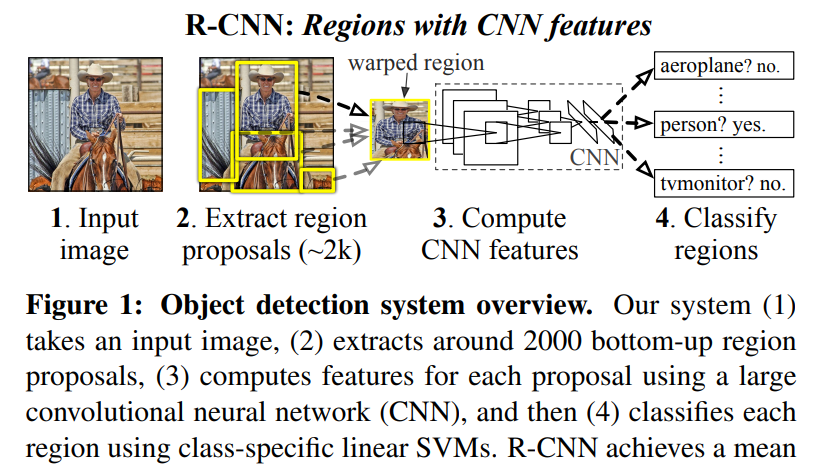 R-CNN: Regions with CNN features
warped region
aeroplane? no.
⋮
person? yes.
⋮
tvmonitor? no.
CNN
1. Input
image
2. Extract region
proposals (~2k)
3. Compute
CNN features
4. Classify
regions
Figure 1: Object detection system overview. Our system (1)
takes an input image, (2) extracts around 2000 bottom-up region
proposals, (3) computes features for each proposal using a large
convolutional neural network (CNN), and then (4) classifies each
region using class-specific linear SVMs. R-CNN achieves a mean